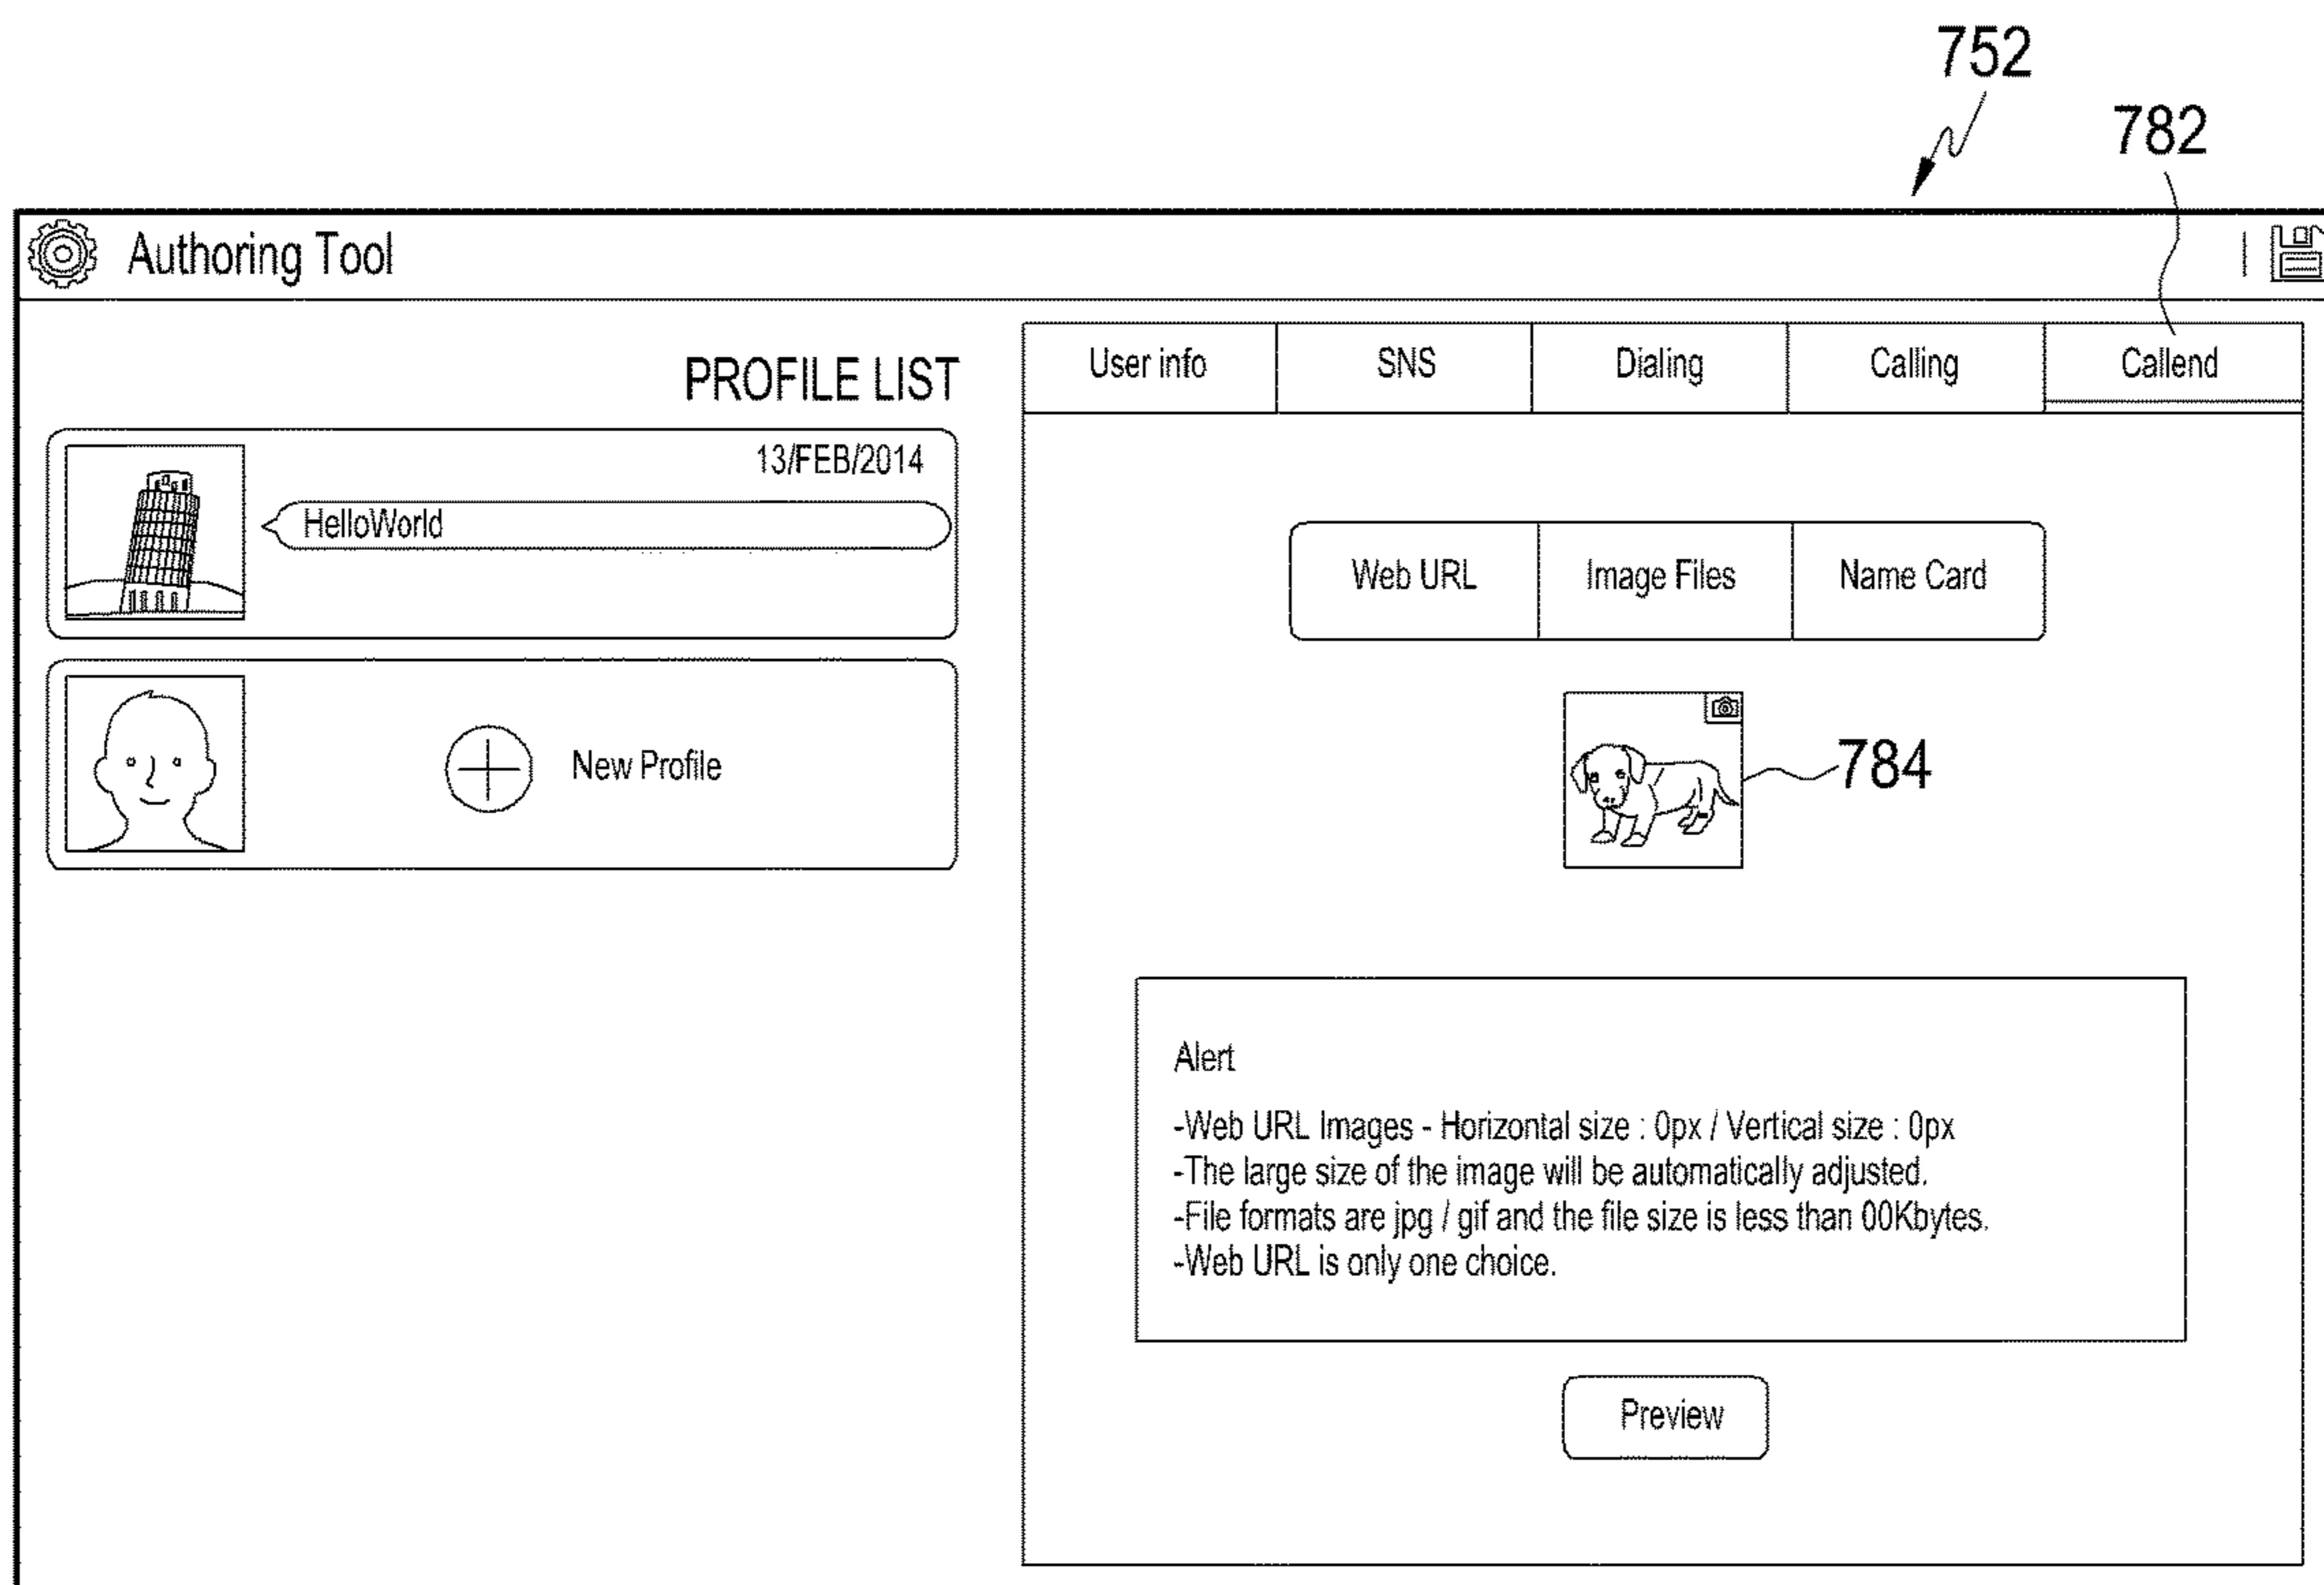 752
782
Authoring Tool
PROFILE LIST
13/FEB/2014
HelloWorld
New Profile
User info SNS Dialing Calling Callend
Web URL Image Files Name Card
784
Alert
-Web URL Images - Horizontal size : 0px / Vertical size : 0px
-The large size of the image will be automatically adjusted.
-File formats are jpg / gif and the file size is less than 00Kbytes.
-Web URL is only one choice.
Preview